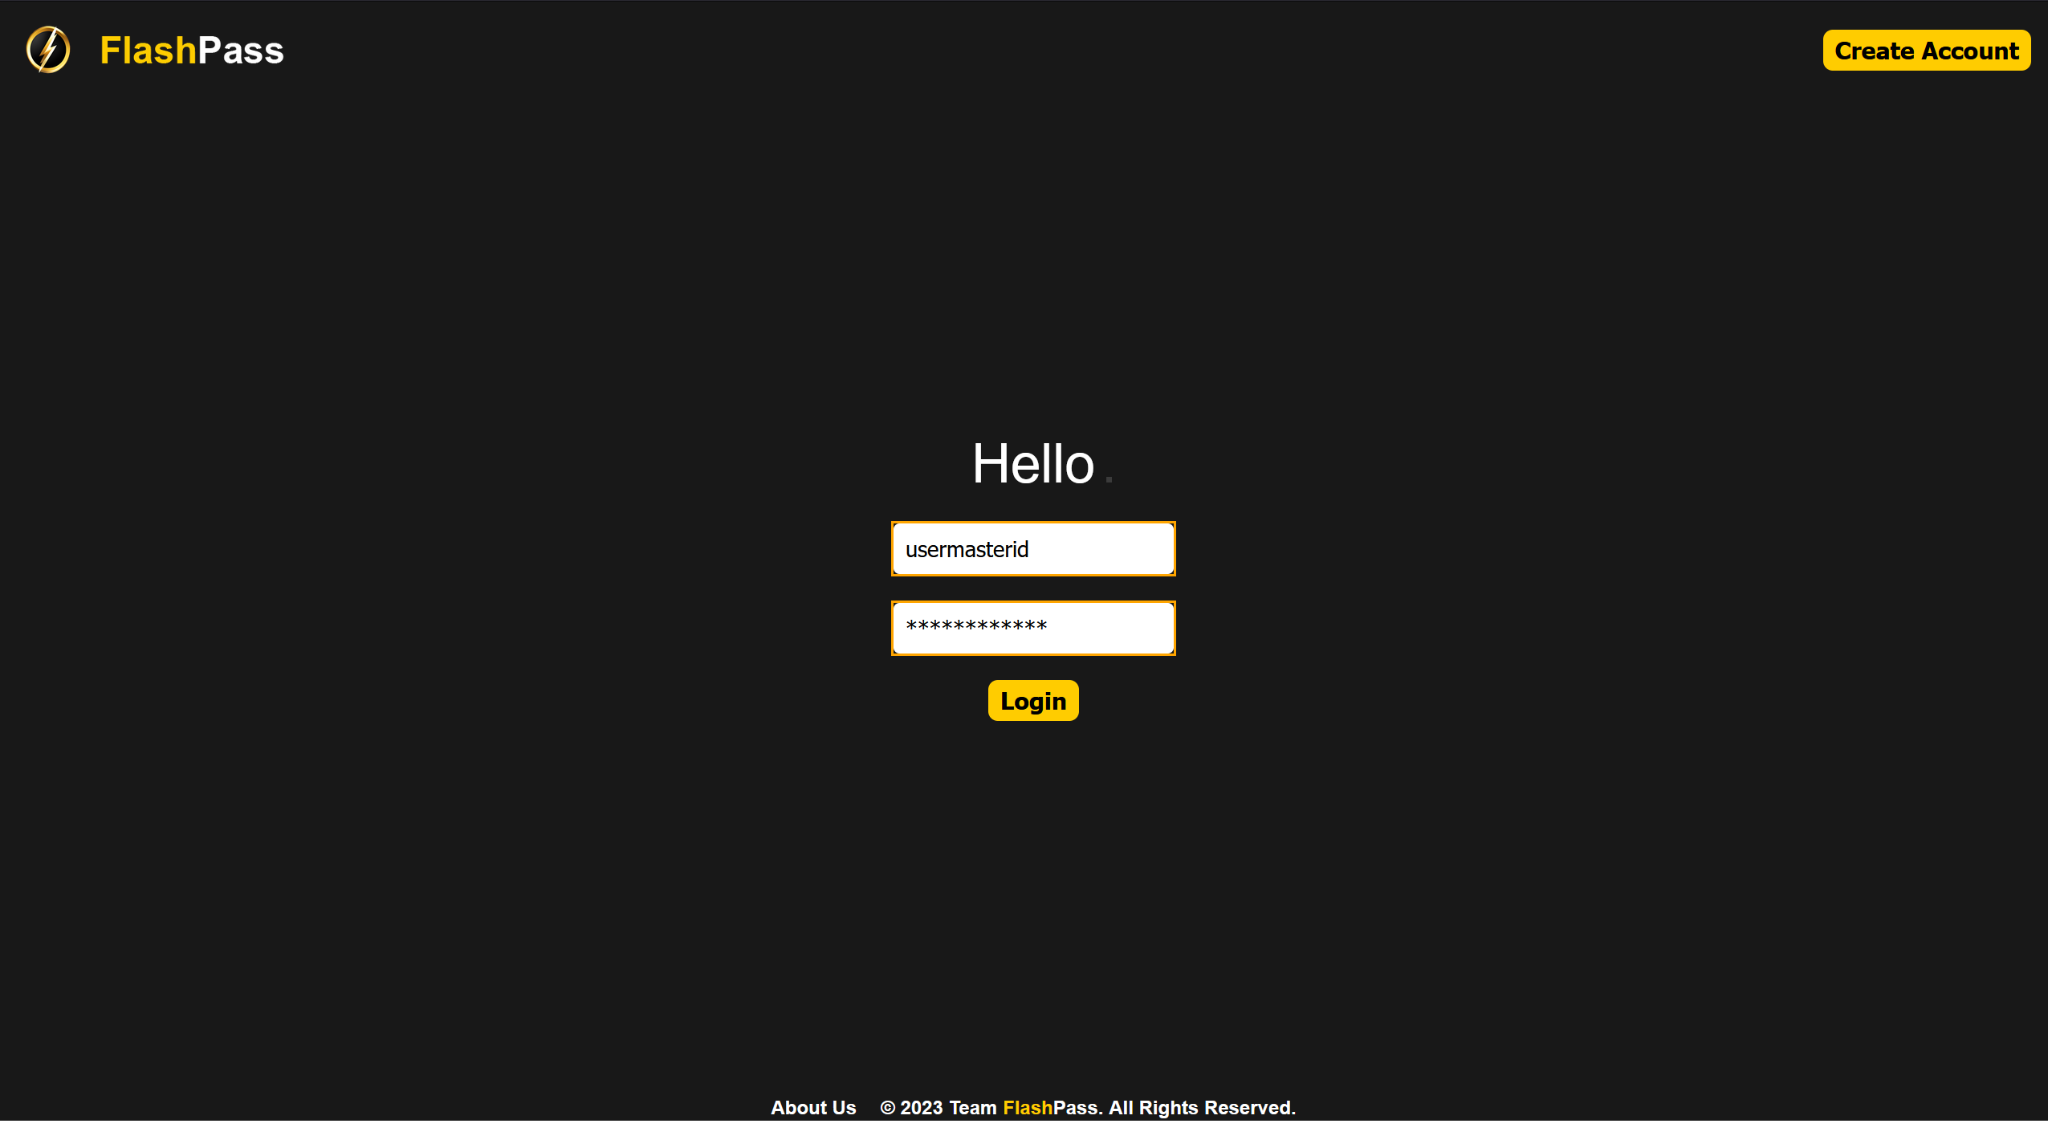 FlashPass
Create Account
Hello .
usermasterid
************
Login
About Us © 2023 Team FlashPass. All Rights Reserved.